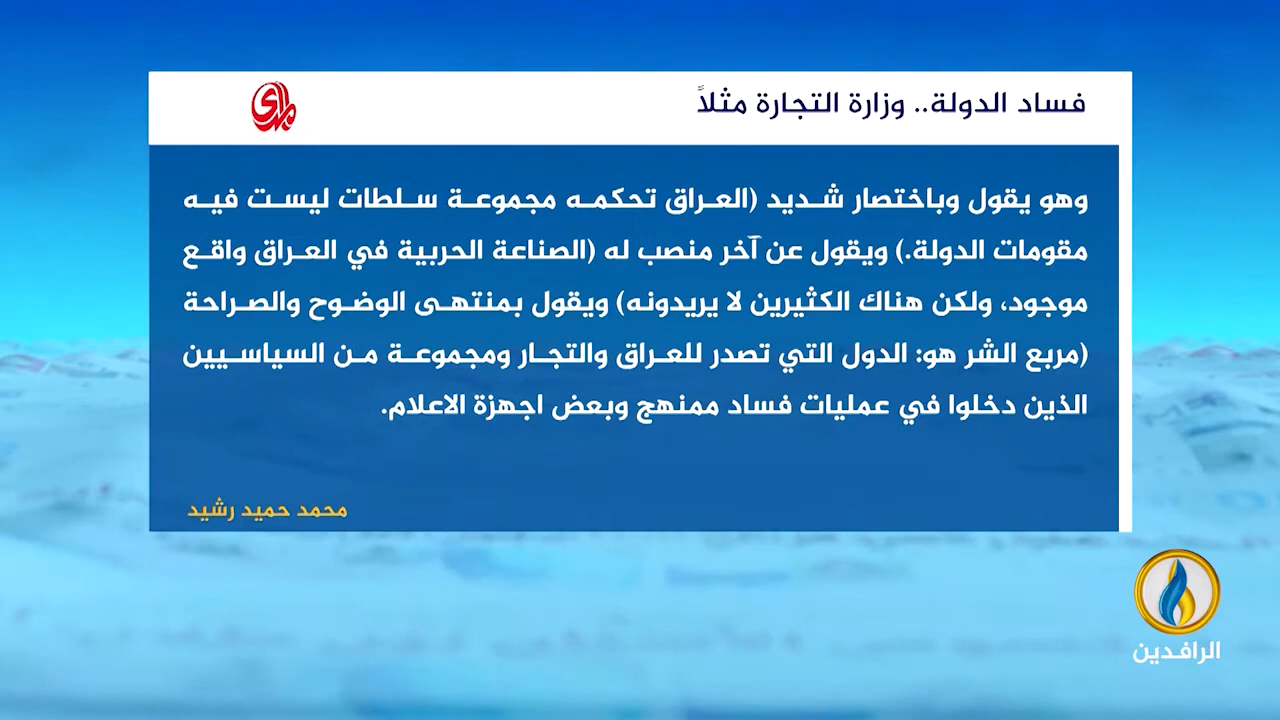 فساد الدولة.. وزارة التجارة مثلاً
المدى
وهو يقول وباختصار شديد (العراق تحكمه مجموعة سلطات ليست فيه
مقومات الدولة.) ويقول عن آخر منصب له (الصناعة الحربية في العراق واقع
موجود، ولكن هناك الكثيرين لا يريدونه) ويقول بمنتهى الوضوح والصراحة
(مربع الشر هو: الدول التي تصدر للعراق والتجار ومجموعة من السياسيين
الذين دخلوا في عمليات فساد ممنهج وبعض اجهزة الاعلام.
محمد حميد رشيد
الرافدين